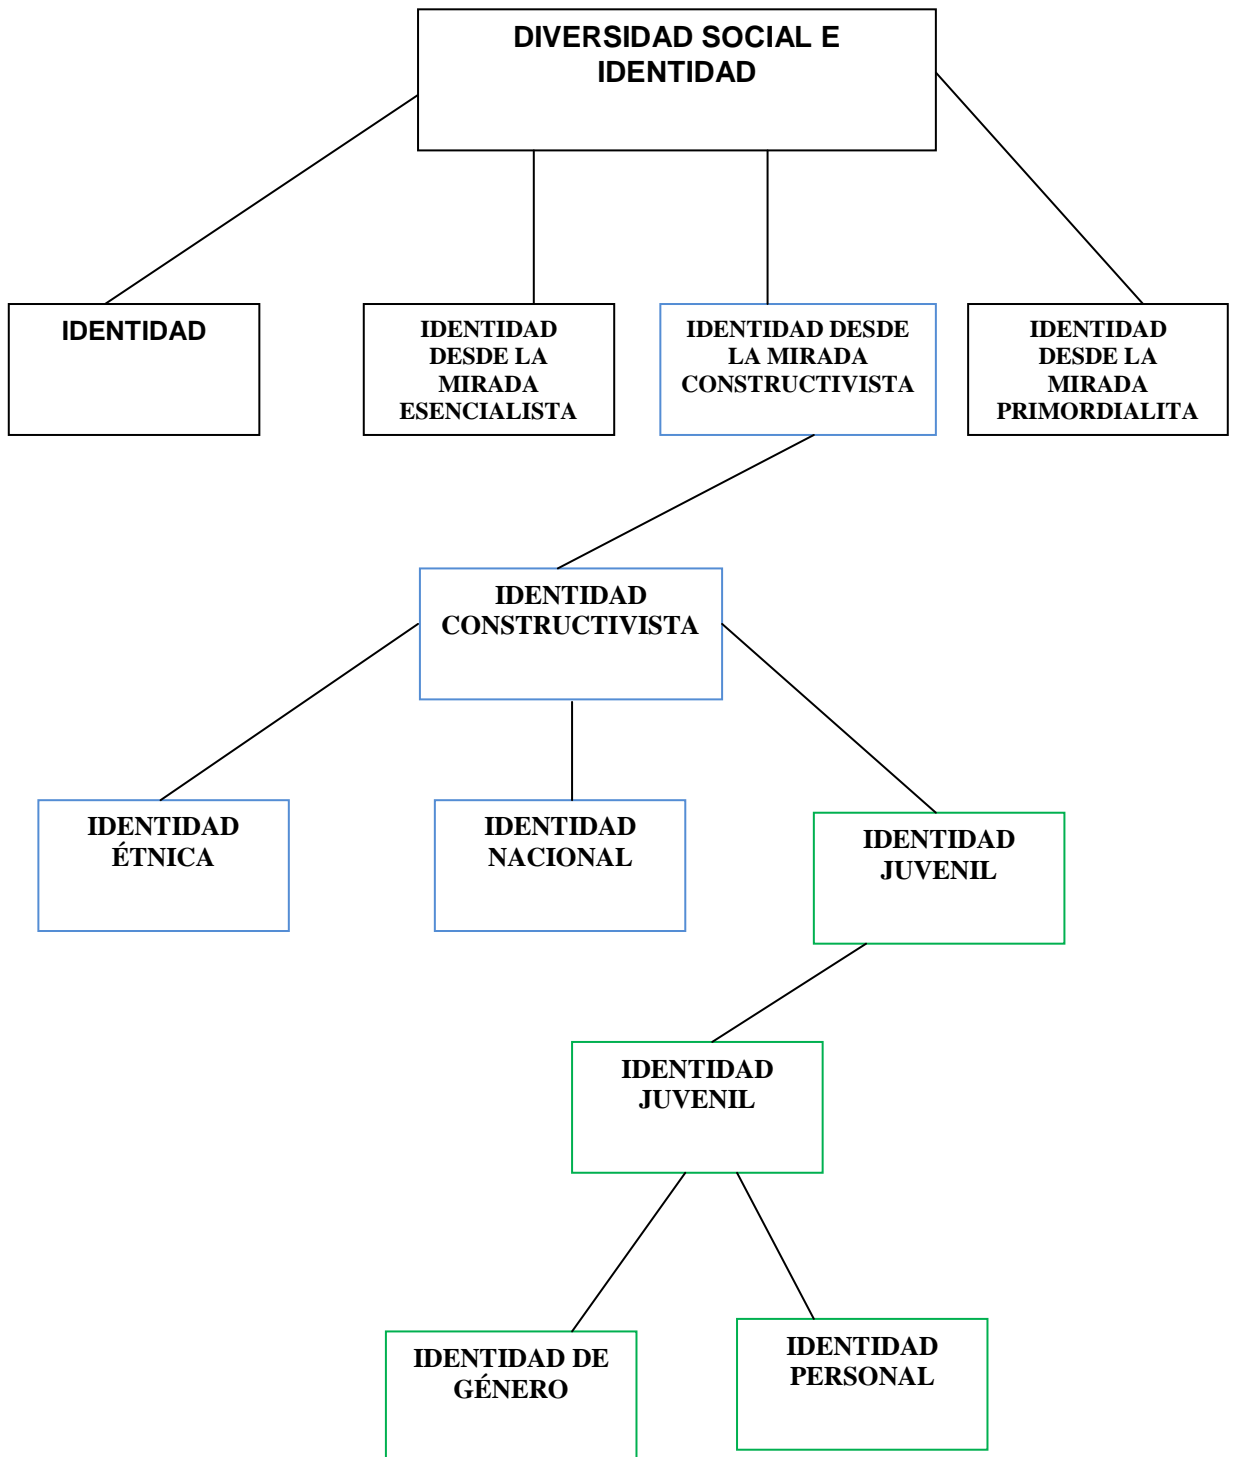 DIVERSIDAD SOCIAL E
IDENTIDAD
IDENTIDAD
IDENTIDAD
DESDE LA
MIRADA
ESENCIALISTA
IDENTIDAD DESDE
LA MIRADA
CONSTRUCTIVISTA
IDENTIDAD
DESDE LA
MIRADA
PRIMORDIALITA
IDENTIDAD
CONSTRUCTIVISTA
IDENTIDAD
ÉTNICA
IDENTIDAD
NACIONAL
IDENTIDAD
JUVENIL
IDENTIDAD
JUVENIL
IDENTIDAD DE
GÉNERO
IDENTIDAD
PERSONAL